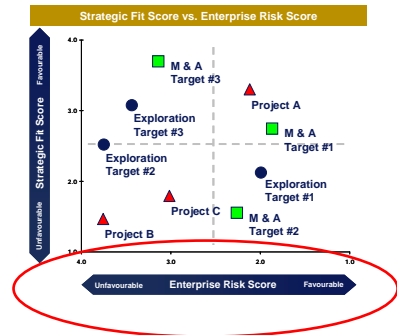 Strategic Fit Score vs. Enterprise Risk Score
4.0
3.0
2.0
1.0
Favourable
Strategic Fit Score
Unfavourable
M & A
Target #3
Project A
Exploration
Target #3
M & A
Target #1
Exploration
Target #2
Exploration
Target #1
Project C
M & A
Target #2
Project B
4.0
3.0
2.0
1.0
Unfavourable
Enterprise Risk Score
Favourable